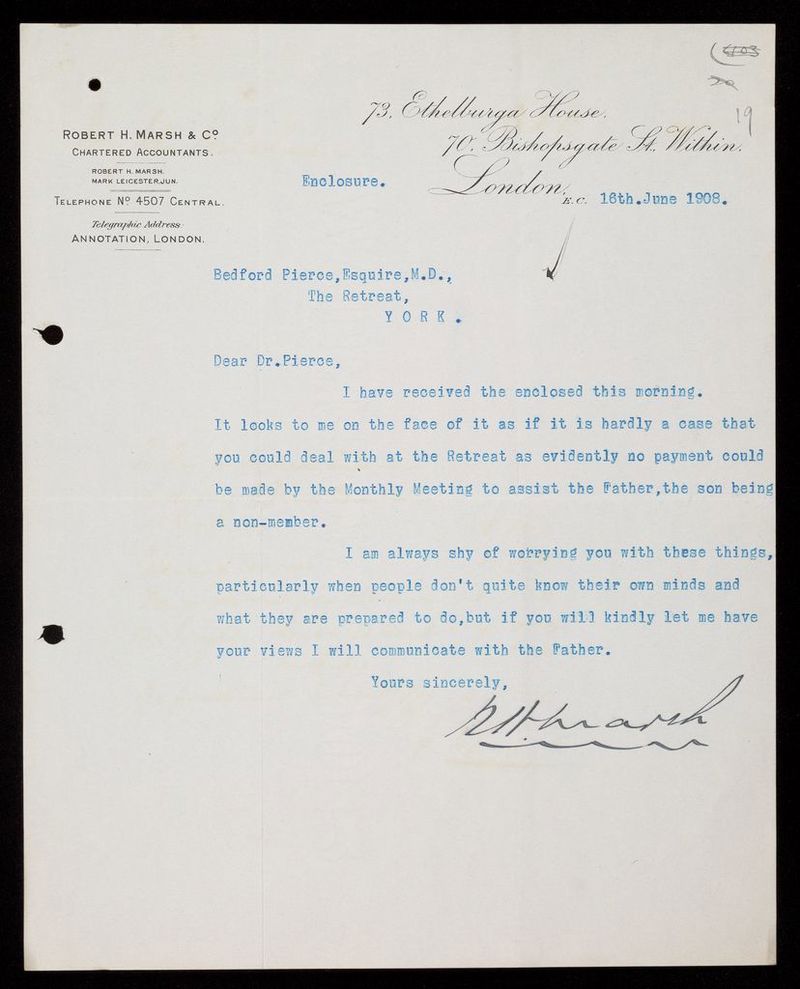 19
73, Ethelburga House.
70, Bishopsgate St. Within.
London,
E.C. 16th.June 1908.
ROBERT H. MARSH & Cº
CHARTERED ACCOUNTANTS.
ROBERT H. MARSH.
MARK LEICESTER, JUN.
TELEPHONE Nº 4507 CENTRAL.
Telegraphic Address:
ANNOTATION, LONDON.
Enclosure.
Bedford Pierce,Esquire,M.D.,
The Retreat,
Y O R K .
Dear Dr.Pierce,
I have received the enclosed this morning.
It looks to me on the face of it as if it is hardly a case that
you could deal with at the Retreat as evidently no payment could
be made by the Monthly Meeting to assist the Father,the son being
a non-member.
I am always shy of worrying you with these things,
particularly when people don't quite know their own minds and
what they are prepared to do,but if you will kindly let me have
your views I will communicate with the Father.
Yours sincerely,
R H Marsh